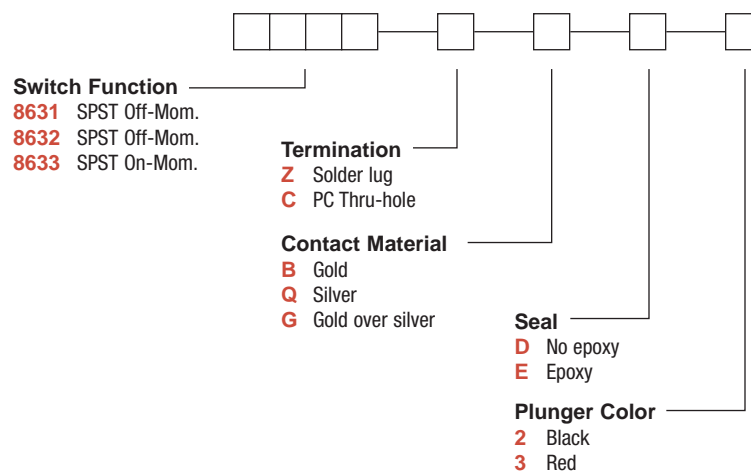 Switch Function
8631 SPST Off-Mom.
8632 SPST Off-Mom.
8633 SPST On-Mom.
Termination
Z Solder lug
C PC Thru-hole
Contact Material
B Gold
Q Silver
G Gold over silver
Seal
D No epoxy
E Epoxy
Plunger Color
2 Black
3 Red